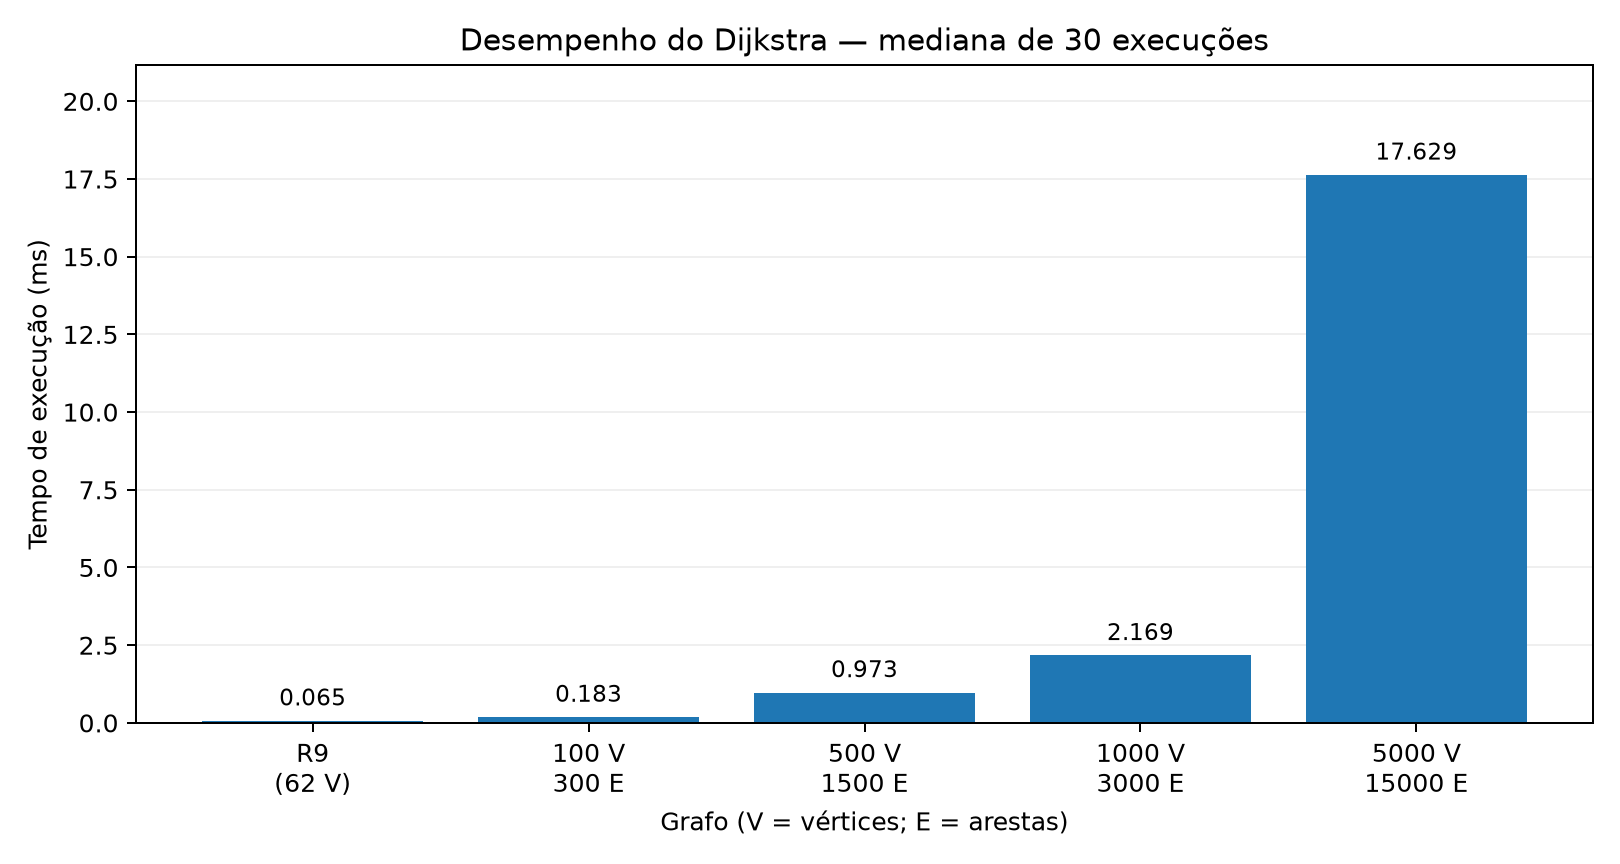 Desempenho do Dijkstra — mediana de 30 execuções
Tempo de execução (ms)
20.0
17.5
15.0
12.5
10.0
7.5
5.0
2.5
0.0
0.065
0.183
0.973
2.169
17.629
R9
(62 V)
100 V
300 E
500 V
1500 E
1000 V
3000 E
5000 V
15000 E
Grafo (V = vértices; E = arestas)